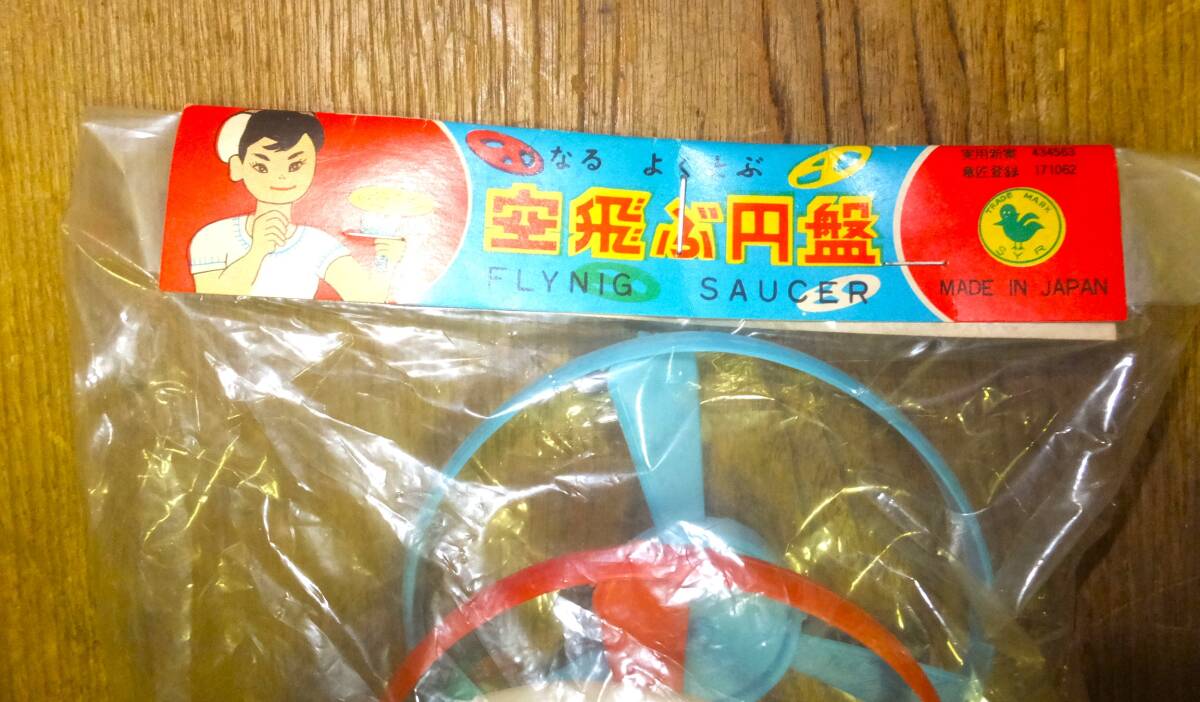 なる よくとぶ
空飛ぶ円盤
FLYNIG SAUCER
実用新案 434563
意匠登録 171062
TRADE MARK
SYR
MADE IN JAPAN